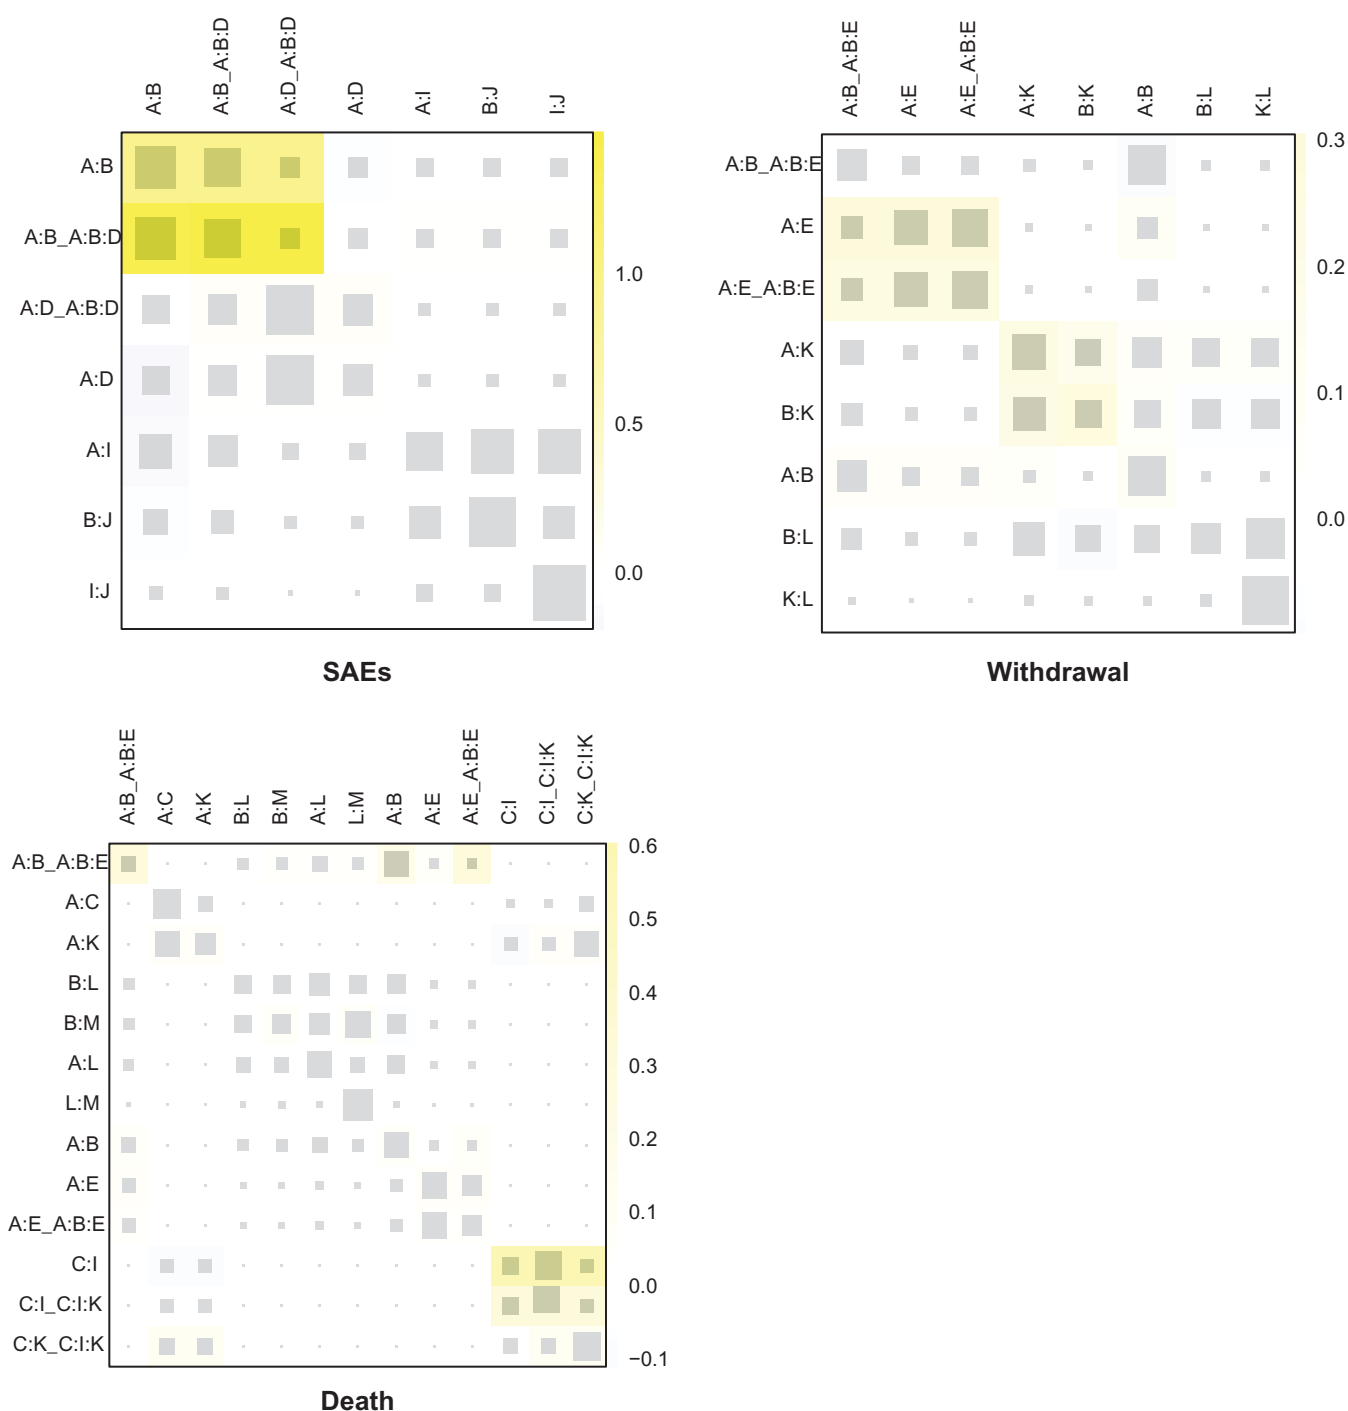 A:B
A:B_A:B:D
A:D_A:B:D
A:D
A:I
B:J
I:J
A:B
A:B_A:B:D
A:D_A:B:D
A:D
A:I
B:J
I:J
1.0
0.5
0.0
SAEs
A:B_A:B:E
A:E
A:E_A:B:E
A:K
B:K
A:B
B:L
K:L
A:B_A:B:E
A:E
A:E_A:B:E
A:K
B:K
A:B
B:L
K:L
0.3
0.2
0.1
0.0
Withdrawal
A:B_A:B:E
A:C
A:K
B:L
B:M
A:L
L:M
A:B
A:E
A:E_A:B:E
C:I
C:I_C:I:K
C:K_C:I:K
A:B_A:B:E
A:C
A:K
B:L
B:M
A:L
L:M
A:B
A:E
A:E_A:B:E
C:I
C:I_C:I:K
C:K_C:I:K
0.6
0.5
0.4
0.3
0.2
0.1
0.0
−0.1
Death